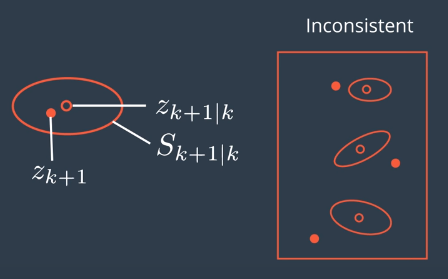 Inconsistent
z_{k+1|k}
S_{k+1|k}
z_{k+1}